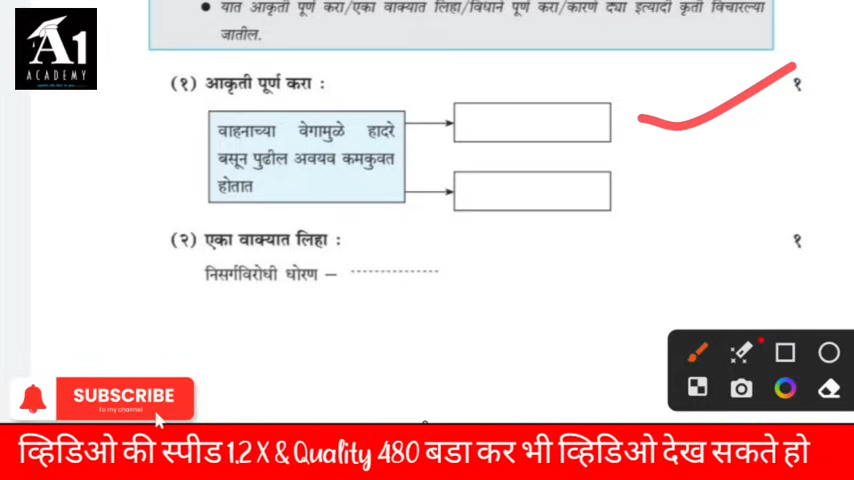 • यात आकृती पूर्ण करा/एका वाक्यात लिहा/विधाने पूर्ण करा/कारणे द्या इत्यादी कृती विचारल्या
जातील.
A1
ACADEMY
(१) आकृती पूर्ण करा : १
वाहनाच्या वेगामुळे हादरे
बसून पुढील अवयव कमकुवत
होतात
(२) एका वाक्यात लिहा : १
निसर्गविरोधी धोरण – ----------------
SUBSCRIBE
To my channel
व्हिडिओ की स्पीड 1.2 X & Quality 480 बडा कर भी व्हिडिओ देख सकते हो